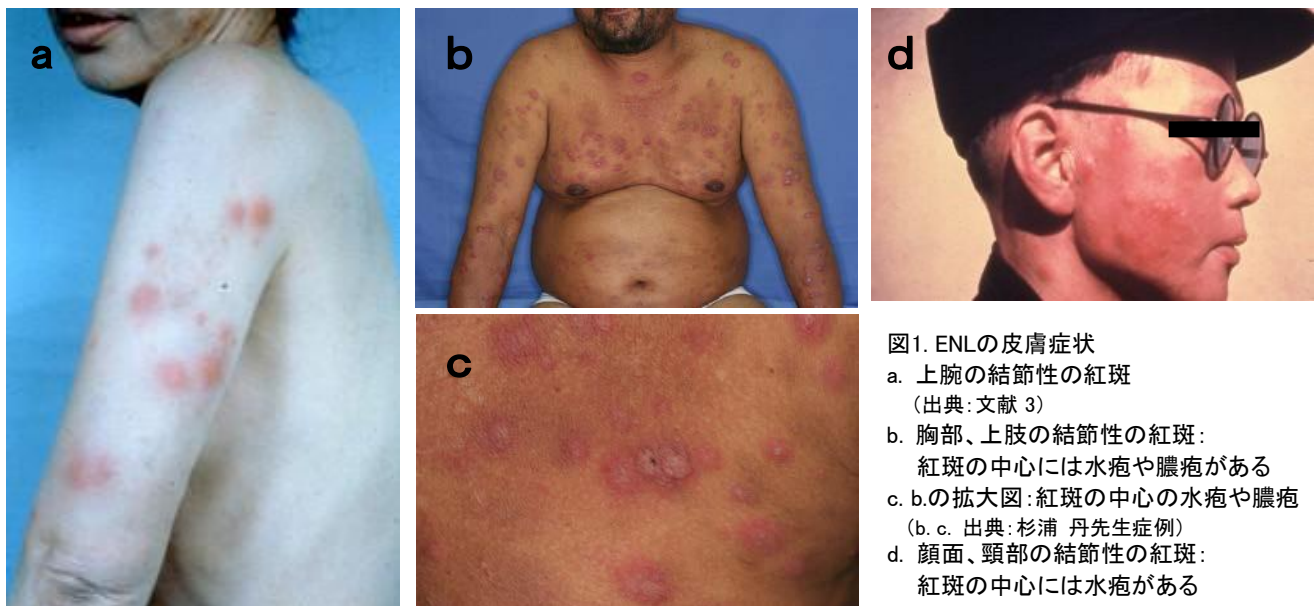 a
b
c
d
図1. ENLの皮膚症状
a. 上腕の結節性の紅斑
（出典：文献 3）
b. 胸部、上肢の結節性の紅斑：
紅斑の中心には水疱や膿疱がある
c. b.の拡大図：紅斑の中心の水疱や膿疱
（b. c. 出典：杉浦 丹先生症例）
d. 顔面、頸部の結節性の紅斑：
紅斑の中心には水疱がある